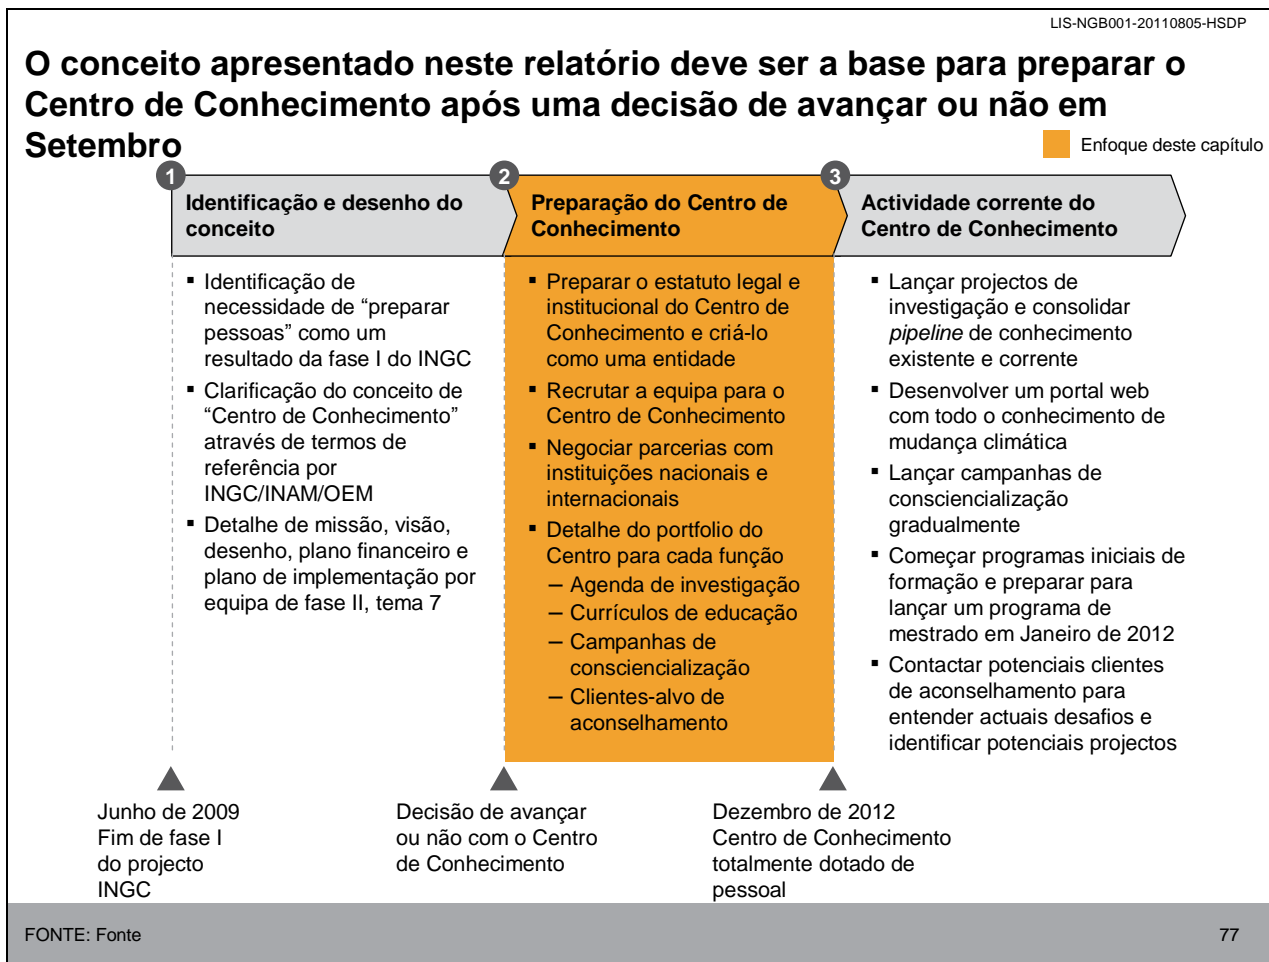 LIS-NGB001-20110805-HSDP
O conceito apresentado neste relatório deve ser a base para preparar o
Centro de Conhecimento após uma decisão de avançar ou não em
Setembro
Enfoque deste capítulo
1
Identificação e desenho do
conceito
▪ Identificação de
necessidade de “preparar
pessoas” como um
resultado da fase I do INGC
▪ Clarificação do conceito de
“Centro de Conhecimento”
através de termos de
referência por
INGC/INAM/OEM
▪ Detalhe de missão, visão,
desenho, plano financeiro e
plano de implementação por
equipa de fase II, tema 7
2
Preparação do Centro de
Conhecimento
▪ Preparar o estatuto legal e
institucional do Centro de
Conhecimento e criá-lo
como uma entidade
▪ Recrutar a equipa para o
Centro de Conhecimento
▪ Negociar parcerias com
instituições nacionais e
internacionais
▪ Detalhe do portfolio do
Centro para cada função
– Agenda de investigação
– Currículos de educação
– Campanhas de
consciencialização
– Clientes-alvo de
aconselhamento
3
Actividade corrente do
Centro de Conhecimento
▪ Lançar projectos de
investigação e consolidar
pipeline de conhecimento
existente e corrente
▪ Desenvolver um portal web
com todo o conhecimento de
mudança climática
▪ Lançar campanhas de
consciencialização
gradualmente
▪ Começar programas iniciais de
formação e preparar para
lançar um programa de
mestrado em Janeiro de 2012
▪ Contactar potenciais clientes
de aconselhamento para
entender actuais desafios e
identificar potenciais projectos
Junho de 2009
Fim de fase I
do projecto
INGC
Decisão de avançar
ou não com o Centro
de Conhecimento
Dezembro de 2012
Centro de Conhecimento
totalmente dotado de
pessoal
FONTE: Fonte
77